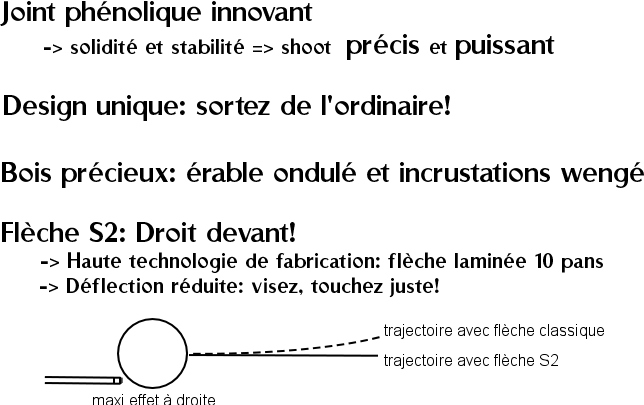 Joint phénolique innovant
-> solidité et stabilité => shoot précis et puissant
Design unique: sortez de l'ordinaire!
Bois précieux: érable ondulé et incrustations wengé
Flèche S2: Droit devant!
-> Haute technologie de fabrication: flèche laminée 10 pans
-> Déflection réduite: visez, touchez juste!
trajectoire avec flèche classique
trajectoire avec flèche S2
maxi effet à droite